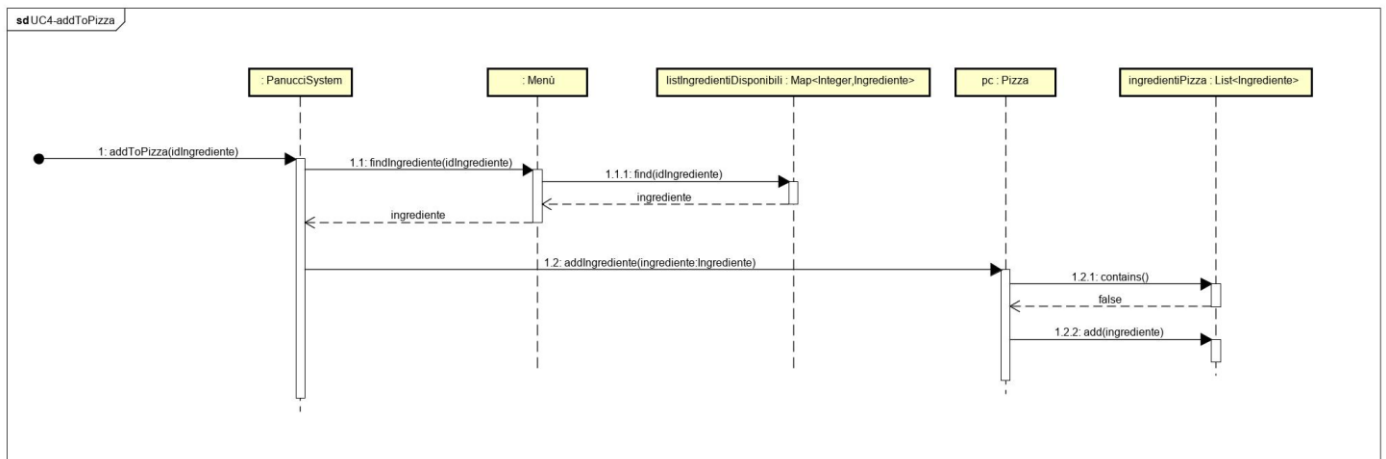 sd UC4-addToPizza
: PanucciSystem
: Menù
listIngredientiDisponibili : Map<Integer,Ingrediente>
pc : Pizza
ingredientiPizza : List<Ingrediente>
1: addToPizza(idIngrediente)
1.1: findIngrediente(idIngrediente)
1.1.1: find(idIngrediente)
ingrediente
ingrediente
1.2: addIngrediente(ingrediente:Ingrediente)
1.2.1: contains()
false
1.2.2: add(ingrediente)